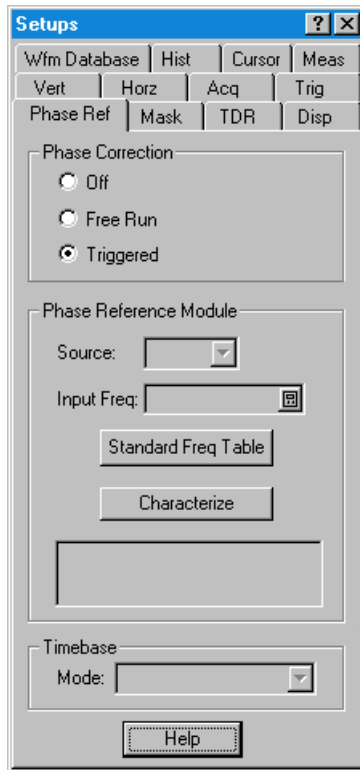 Setups
Wfm Database Hist Cursor Meas
Vert Horz Acq Trig
Phase Ref Mask TDR Disp
Phase Correction
Off
Free Run
Triggered
Phase Reference Module
Source:
Input Freq:
Standard Freq Table
Characterize
Timebase
Mode:
Help